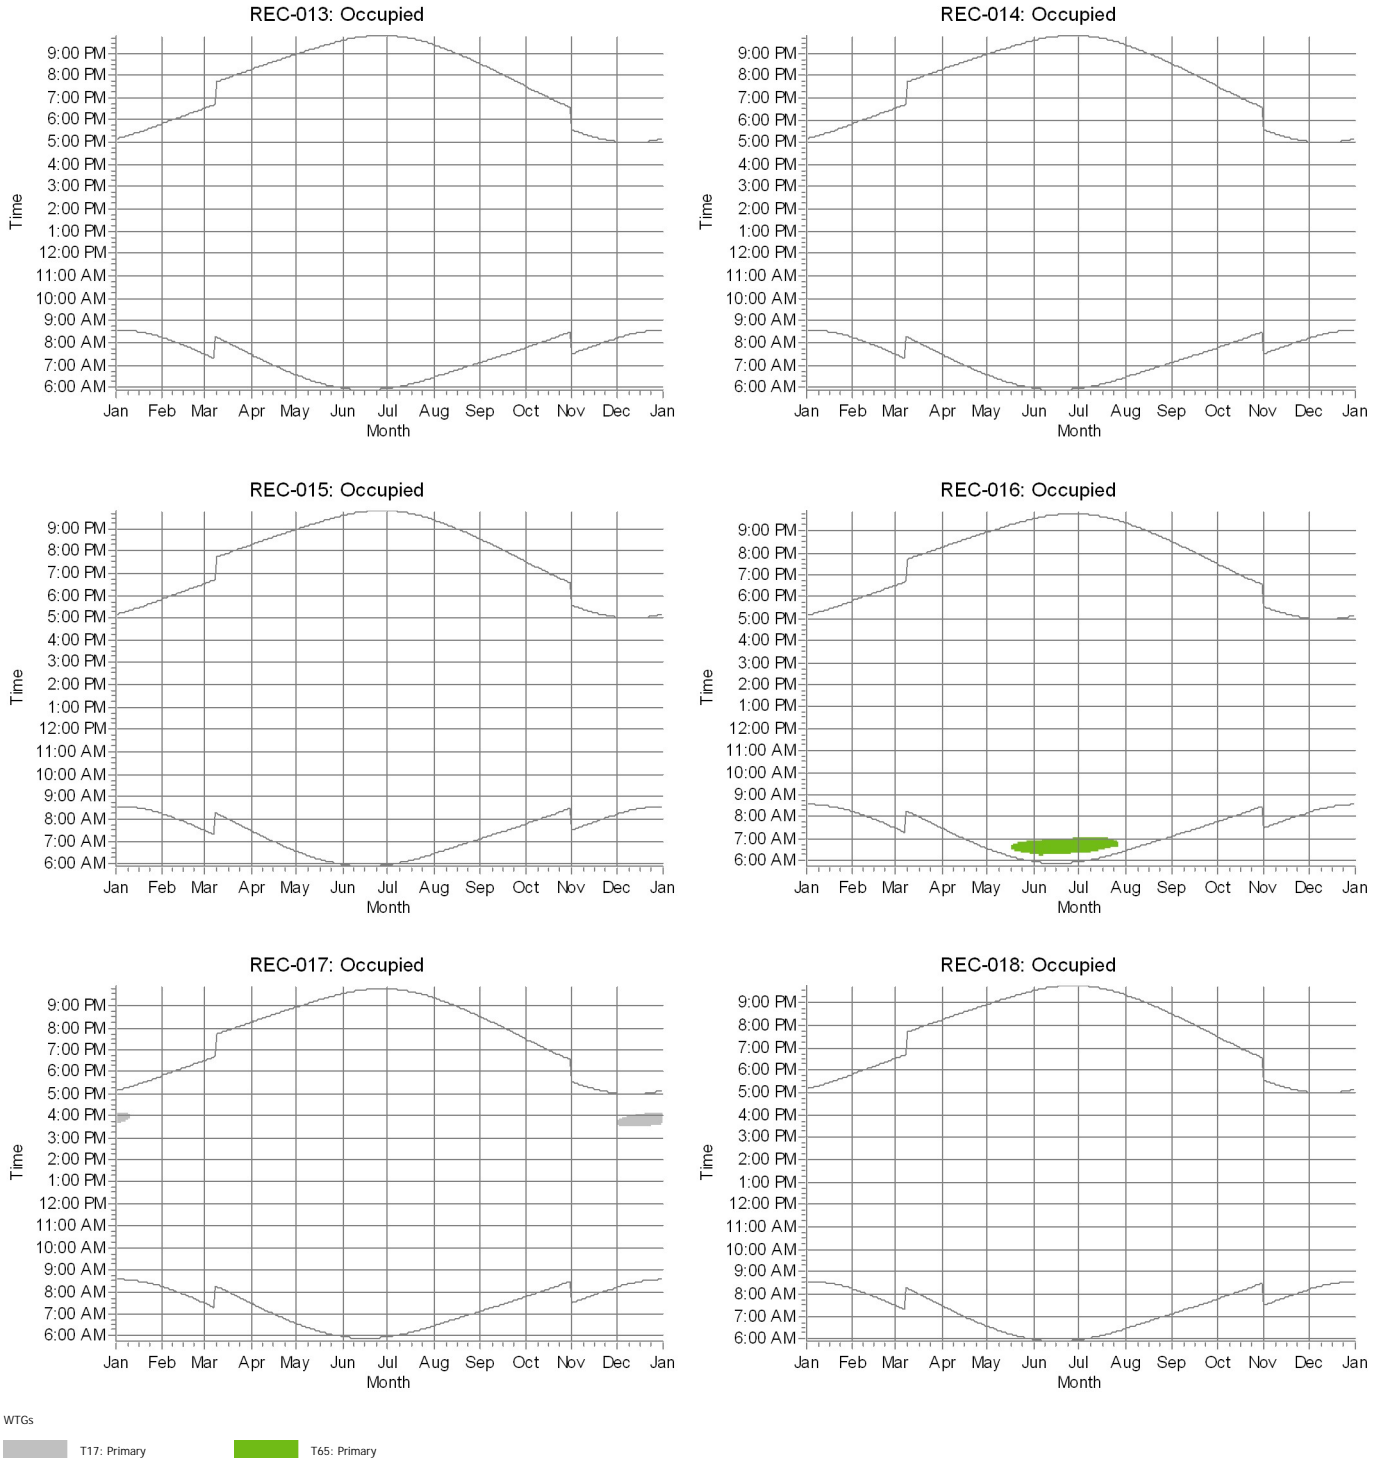 REC-013: Occupied
9:00 PM
8:00 PM
7:00 PM
6:00 PM
5:00 PM
4:00 PM
3:00 PM
2:00 PM
1:00 PM
12:00 PM
11:00 AM
10:00 AM
9:00 AM
8:00 AM
7:00 AM
6:00 AM
Time
Jan Feb Mar Apr May Jun Jul Aug Sep Oct Nov Dec Jan
Month
REC-014: Occupied
9:00 PM
8:00 PM
7:00 PM
6:00 PM
5:00 PM
4:00 PM
3:00 PM
2:00 PM
1:00 PM
12:00 PM
11:00 AM
10:00 AM
9:00 AM
8:00 AM
7:00 AM
6:00 AM
Time
Jan Feb Mar Apr May Jun Jul Aug Sep Oct Nov Dec Jan
Month
REC-015: Occupied
9:00 PM
8:00 PM
7:00 PM
6:00 PM
5:00 PM
4:00 PM
3:00 PM
2:00 PM
1:00 PM
12:00 PM
11:00 AM
10:00 AM
9:00 AM
8:00 AM
7:00 AM
6:00 AM
Time
Jan Feb Mar Apr May Jun Jul Aug Sep Oct Nov Dec Jan
Month
REC-016: Occupied
9:00 PM
8:00 PM
7:00 PM
6:00 PM
5:00 PM
4:00 PM
3:00 PM
2:00 PM
1:00 PM
12:00 PM
11:00 AM
10:00 AM
9:00 AM
8:00 AM
7:00 AM
6:00 AM
Time
Jan Feb Mar Apr May Jun Jul Aug Sep Oct Nov Dec Jan
Month
REC-017: Occupied
9:00 PM
8:00 PM
7:00 PM
6:00 PM
5:00 PM
4:00 PM
3:00 PM
2:00 PM
1:00 PM
12:00 PM
11:00 AM
10:00 AM
9:00 AM
8:00 AM
7:00 AM
6:00 AM
Time
Jan Feb Mar Apr May Jun Jul Aug Sep Oct Nov Dec Jan
Month
REC-018: Occupied
9:00 PM
8:00 PM
7:00 PM
6:00 PM
5:00 PM
4:00 PM
3:00 PM
2:00 PM
1:00 PM
12:00 PM
11:00 AM
10:00 AM
9:00 AM
8:00 AM
7:00 AM
6:00 AM
Time
Jan Feb Mar Apr May Jun Jul Aug Sep Oct Nov Dec Jan
Month
WTGs
T17: Primary T65: Primary